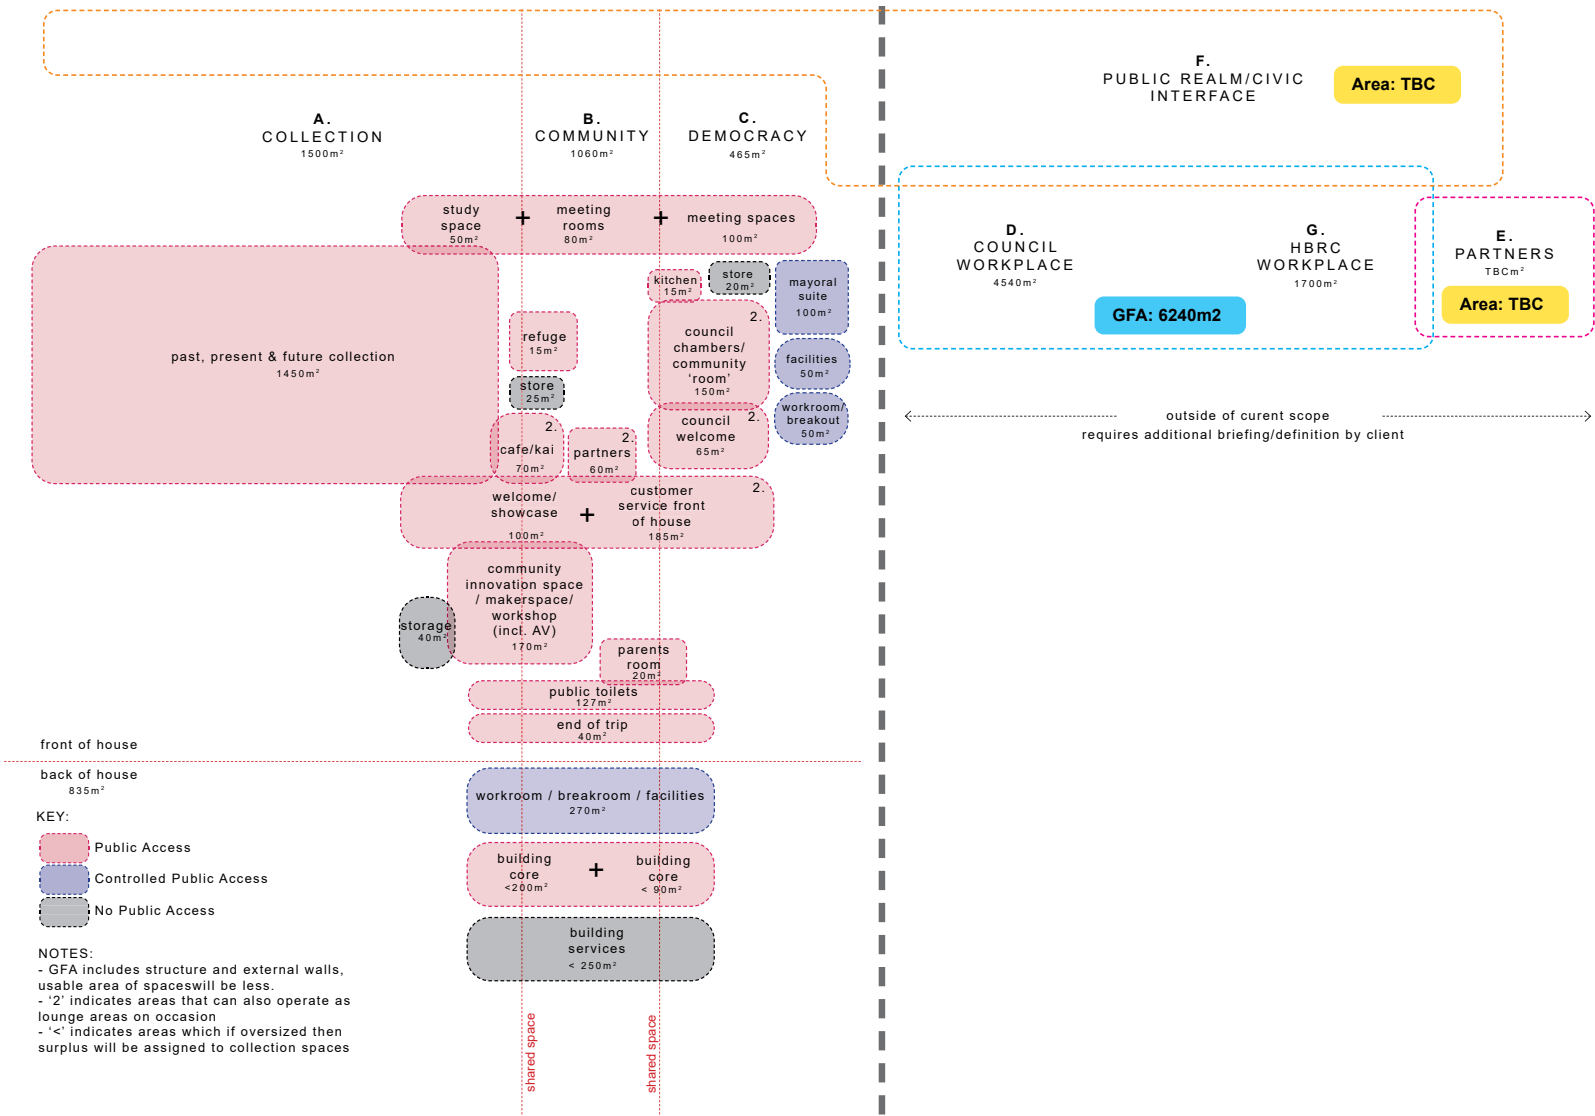 F.
PUBLIC REALM/CIVIC
INTERFACE
Area: TBC
A.
COLLECTION
1500m²
B.
COMMUNITY
1060m²
C.
DEMOCRACY
465m²
study
space
50m²
+
meeting
rooms
80m²
+
meeting spaces
100m²
D.
COUNCIL
WORKPLACE
4540m²
G.
HBRC
WORKPLACE
1700m²
GFA: 6240m2
E.
PARTNERS
TBCm²
Area: TBC
past, present & future collection
1450m²
kitchen
15m²
store
20m²
mayoral
suite
100m²
refuge
15m²
store
25m²
2.
council
chambers/
community
‘room’
150m²
facilities
50m²
workroom/
breakout
50m²
2.
cafe/kai
70m²
2.
partners
60m²
2.
council
welcome
65m²
outside of curent scope
requires additional briefing/definition by client
welcome/
showcase
100m²
+
customer
service front
of house
185m²
2.
community
innovation space
/ makerspace/
workshop
(incl. AV)
170m²
storage
40m²
parents
room
20m²
public toilets
127m²
end of trip
40m²
front of house
back of house
835m²
workroom / breakroom / facilities
270m²
building
core
<200m²
+
building
core
< 90m²
building
services
< 250m²
KEY:
Public Access
Controlled Public Access
No Public Access
NOTES:
- GFA includes structure and external walls,
usable area of spaceswill be less.
- ‘2’ indicates areas that can also operate as
lounge areas on occasion
- ‘<’ indicates areas which if oversized then
surplus will be assigned to collection spaces
shared space
shared space